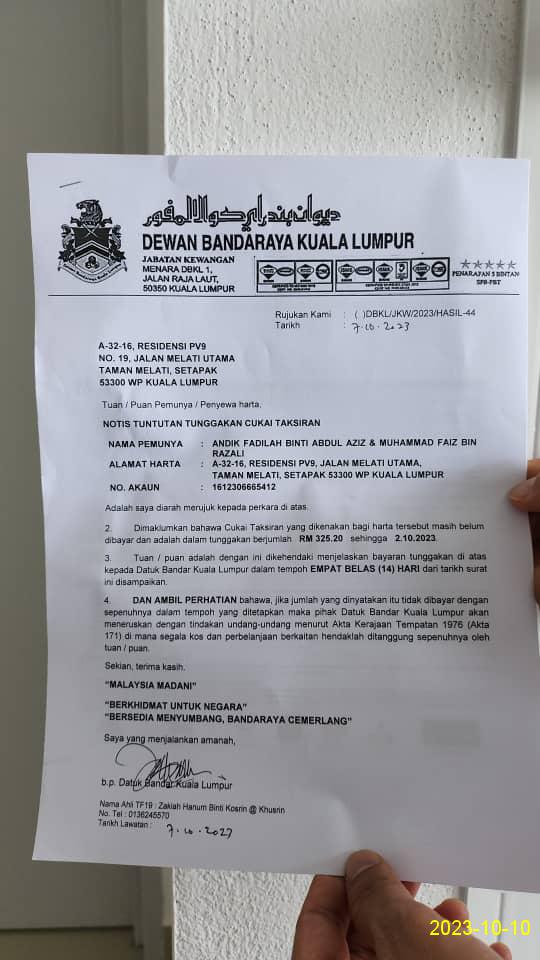 ديوان بندراي كوالا لمفور
DEWAN BANDARAYA KUALA LUMPUR
JABATAN KEWANGAN
MENARA DBKL 1,
JALAN RAJA LAUT,
50350 KUALA LUMPUR
PENARAFAN 5 BINTANG
SPB-PBT
Rujukan Kami : ( )DBKL/JKW/2023/HASIL-44
Tarikh : 7.10.2023
A-32-16, RESIDENSI PV9
NO. 19, JALAN MELATI UTAMA
TAMAN MELATI, SETAPAK
53300 WP KUALA LUMPUR
Tuan / Puan Pemunya / Penyewa harta.
NOTIS TUNTUTAN TUNGGAKAN CUKAI TAKSIRAN
NAMA PEMUNYA : ANDIK FADILAH BINTI ABDUL AZIZ & MUHAMMAD FAIZ BIN
RAZALI
ALAMAT HARTA : A-32-16, RESIDENSI PV9, JALAN MELATI UTAMA,
TAMAN MELATI, SETAPAK 53300 WP KUALA LUMPUR
NO. AKAUN : 1612306665412
Adalah saya diarah merujuk kepada perkara di atas.
2. Dimaklumkan bahawa Cukai Taksiran yang dikenakan bagi harta tersebut masih belum
dibayar dan adalah dalam tunggakan berjumlah RM 325.20 sehingga 2.10.2023.
3. Tuan / puan adalah dengan ini dikehendaki menjelaskan bayaran tunggakan di atas
kepada Datuk Bandar Kuala Lumpur dalam tempoh EMPAT BELAS (14) HARI dari tarikh surat
ini disampaikan.
4. DAN AMBIL PERHATIAN bahawa, jika jumlah yang dinyatakan itu tidak dibayar dengan
sepenuhnya dalam tempoh yang ditetapkan maka pihak Datuk Bandar Kuala Lumpur akan
meneruskan dengan tindakan undang-undang menurut Akta Kerajaan Tempatan 1976 (Akta
171) di mana segala kos dan perbelanjaan berkaitan hendaklah ditanggung sepenuhnya oleh
tuan / puan.
Sekian, terima kasih.
“MALAYSIA MADANI”
“BERKHIDMAT UNTUK NEGARA”
“BERSEDIA MENYUMBANG, BANDARAYA CEMERLANG”
Saya yang menjalankan amanah,
b.p. Datuk Bandar Kuala Lumpur
Nama Ahli TF19 : Zakiah Hanum Binti Kosrin @ Khusrin
No. Tel : 0136245570
Tarikh Lawatan : 7.10.2023
2023-10-10